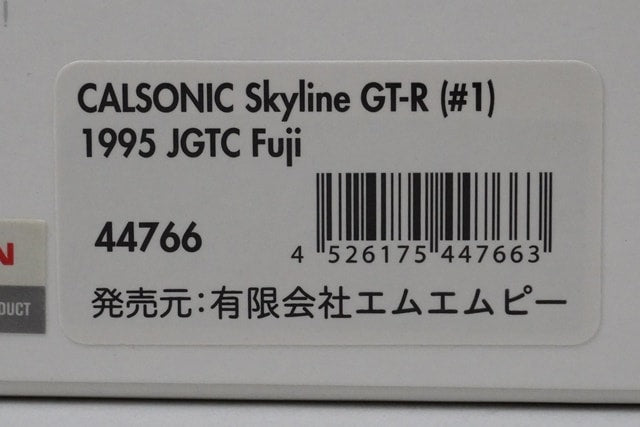 CALSONIC Skyline GT-R (#1)
1995 JGTC Fuji
44766
4 526175 447663
発売元:有限会社エムエムピー
N
DUCT